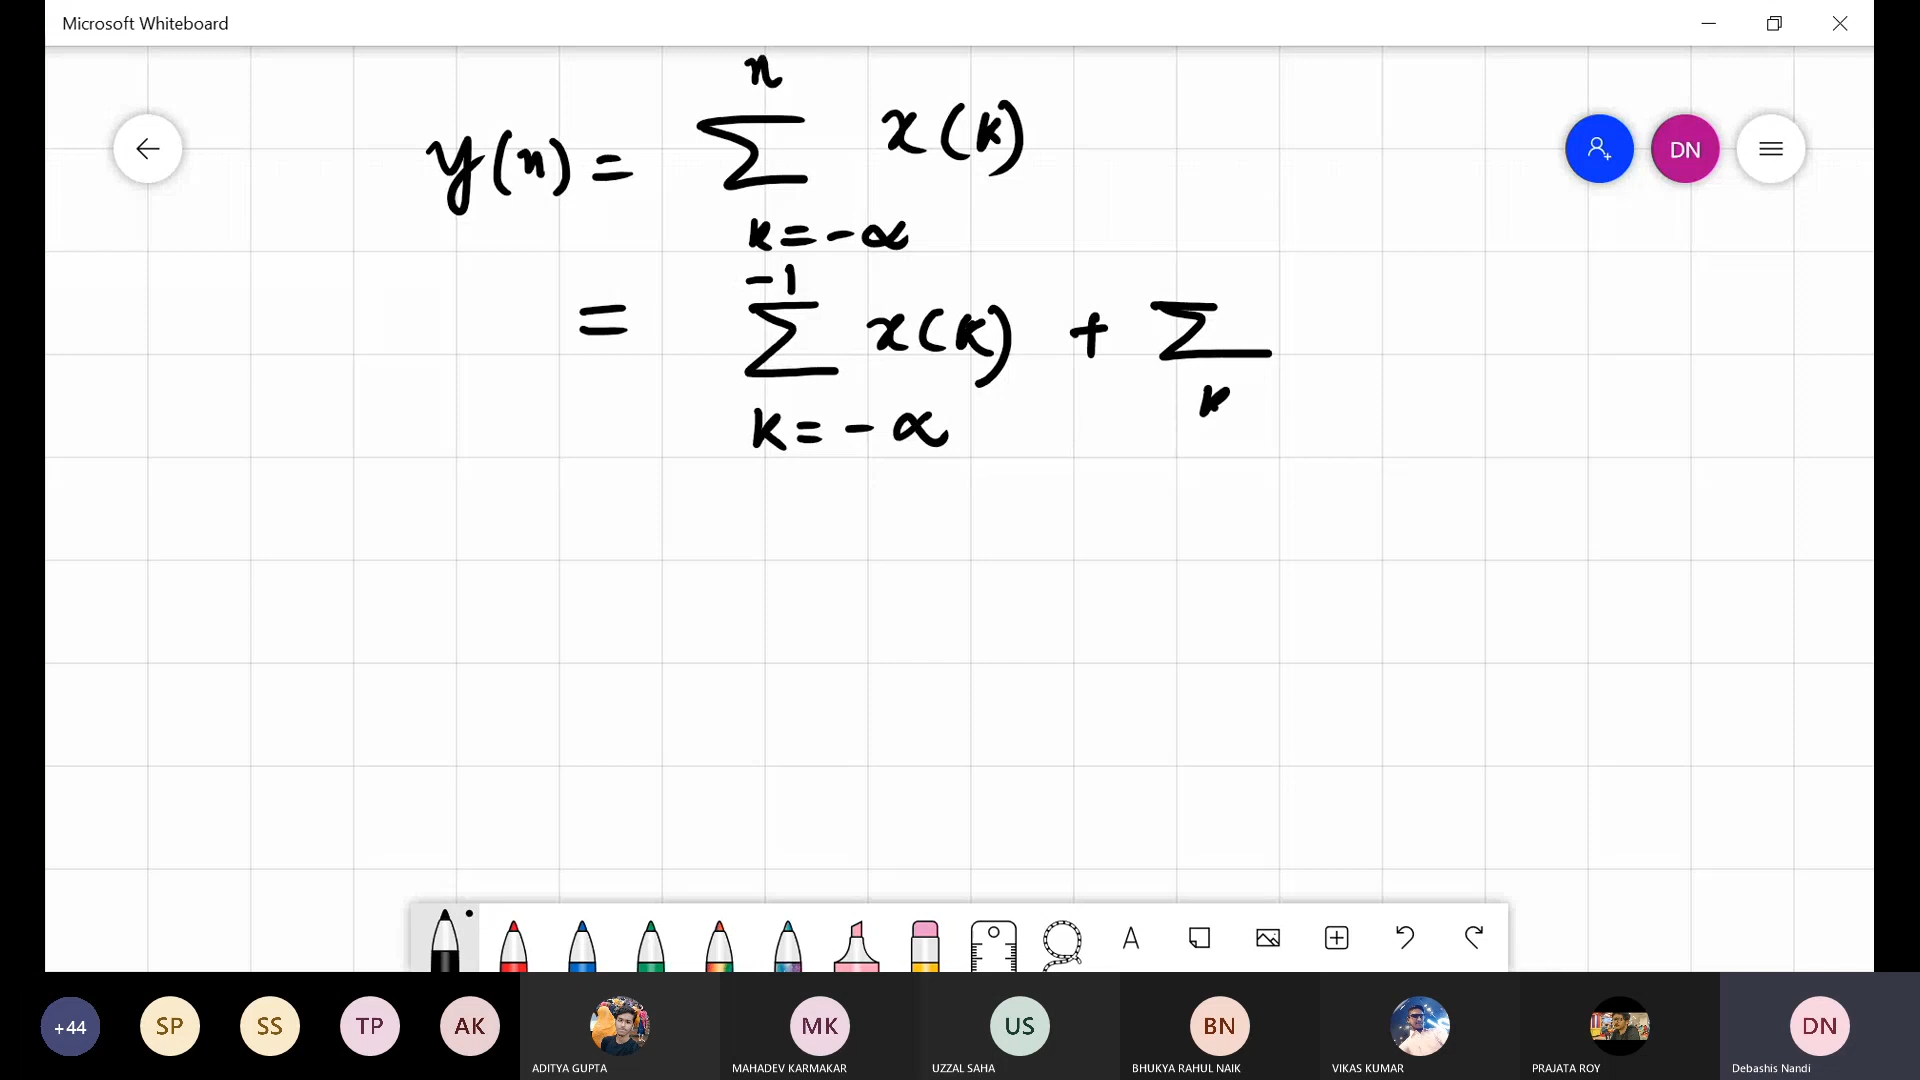 Microsoft Whiteboard
n
y(n) = ∑ x(k)
k = - α
-1
= ∑ x(k) + ∑
k = - α k
DN
A
+44 SP SS TP AK MK US BN DN
ADITYA GUPTA MAHADEV KARMAKAR UZZAL SAHA BHUKYA RAHUL NAIK VIKAS KUMAR PRAJATA ROY Debashis Nandi